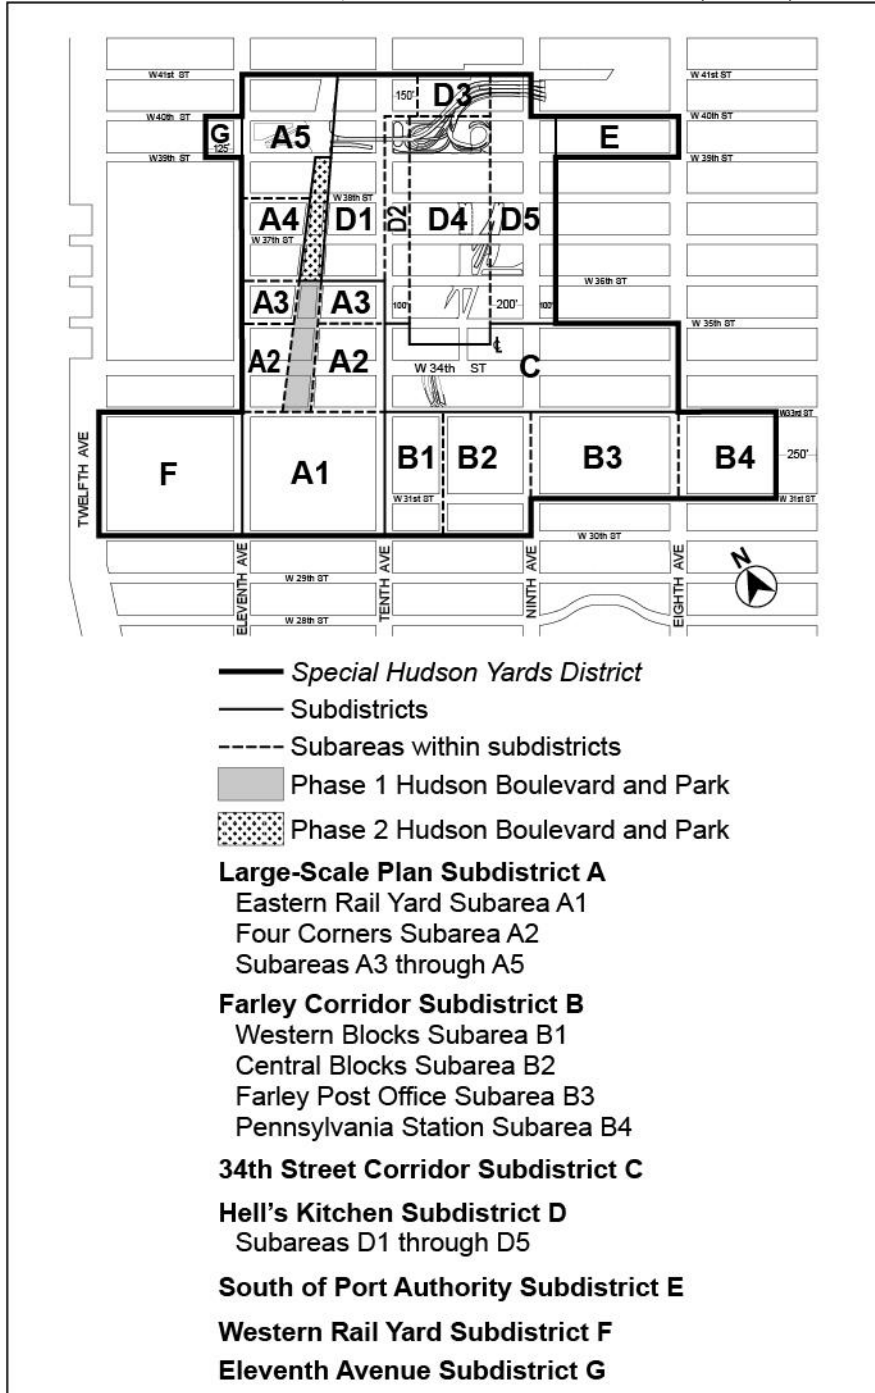 W 41st ST
W 41st ST
150'
D3
W 40th ST
W 40th ST
G
A5
E
125'
W 39th ST
W 39th ST
W 38th ST
A4
D1
D2
D4
D5
W 37th ST
W 36th ST
A3
A3
100'
200'
100'
W 35th ST
A2
A2
W 34th ST
℄
C
W 33rd ST
TWELFTH AVE
F
A1
B1
B2
B3
B4
250'
W 31st ST
W 31st ST
W 30th ST
ELEVENTH AVE
TENTH AVE
NINTH AVE
EIGHTH AVE
N
W 29th ST
W 28th ST
Special Hudson Yards District
Subdistricts
Subareas within subdistricts
Phase 1 Hudson Boulevard and Park
Phase 2 Hudson Boulevard and Park
Large-Scale Plan Subdistrict A
Eastern Rail Yard Subarea A1
Four Corners Subarea A2
Subareas A3 through A5
Farley Corridor Subdistrict B
Western Blocks Subarea B1
Central Blocks Subarea B2
Farley Post Office Subarea B3
Pennsylvania Station Subarea B4
34th Street Corridor Subdistrict C
Hell's Kitchen Subdistrict D
Subareas D1 through D5
South of Port Authority Subdistrict E
Western Rail Yard Subdistrict F
Eleventh Avenue Subdistrict G